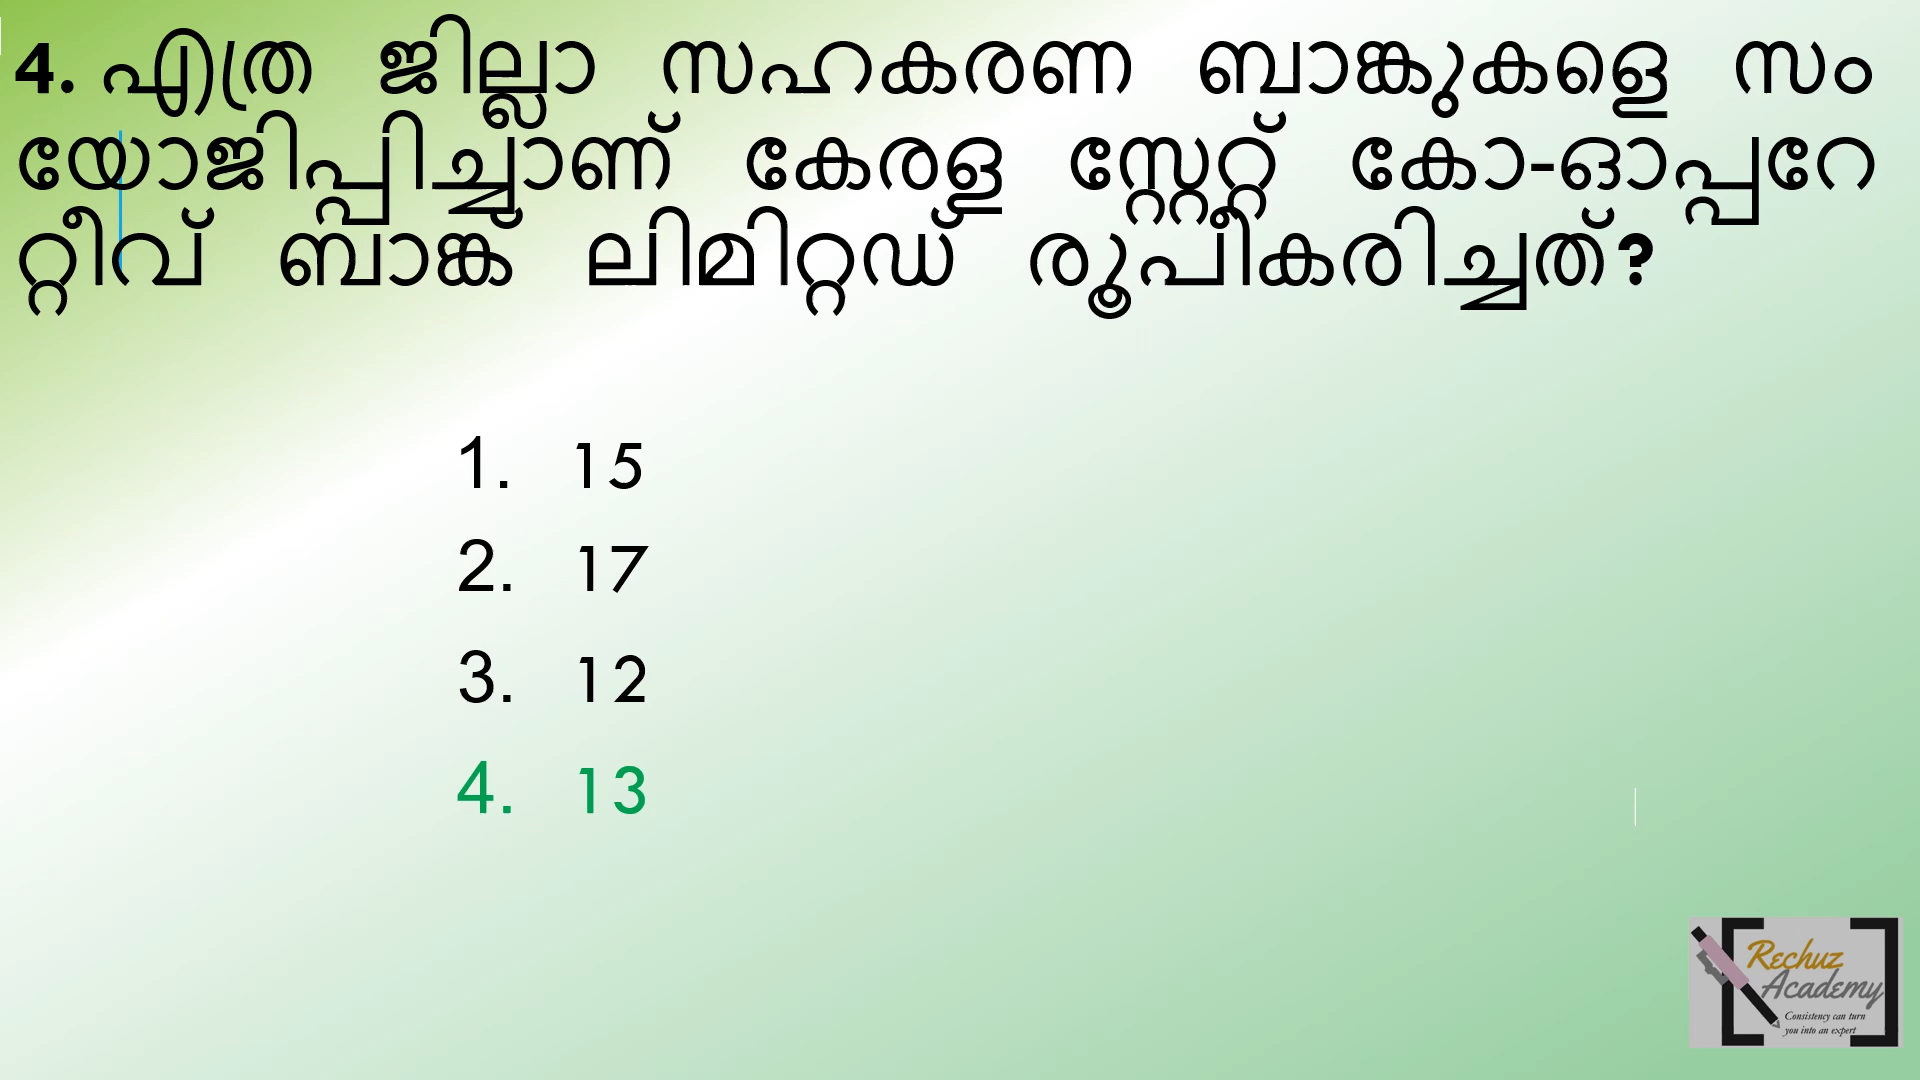 4. എത്ര ജില്ലാ സഹകരണ ബാങ്കുകളെ സം
യോജിപ്പിച്ചാണ് കേരള സ്റ്റേറ്റ് കോ-ഓപ്പറേ
റ്റീവ് ബാങ്ക് ലിമിറ്റഡ് രൂപീകരിച്ചത്?
1. 15
2. 17
3. 12
4. 13
Rechuz
Academy
Consistency can turn
you into an expert